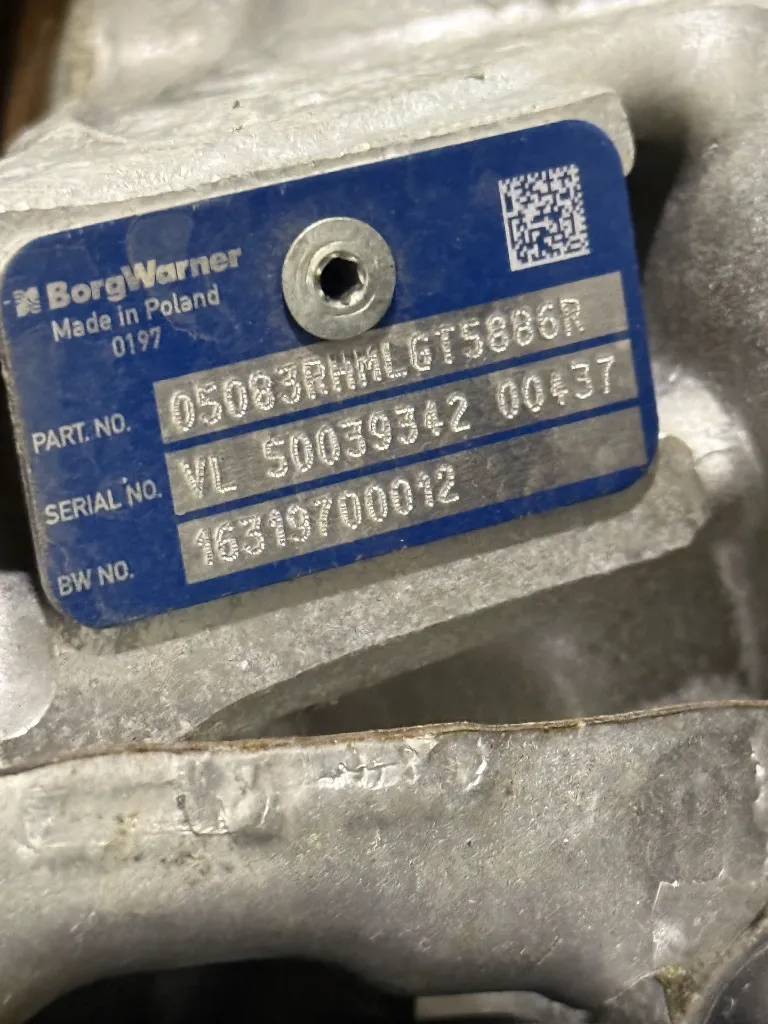 BorgWarner
Made in Poland
0197
PART. NO. 05083RHMLGT5886R
SERIAL NO. VL 50039342 00437
BW NO. 16319700012